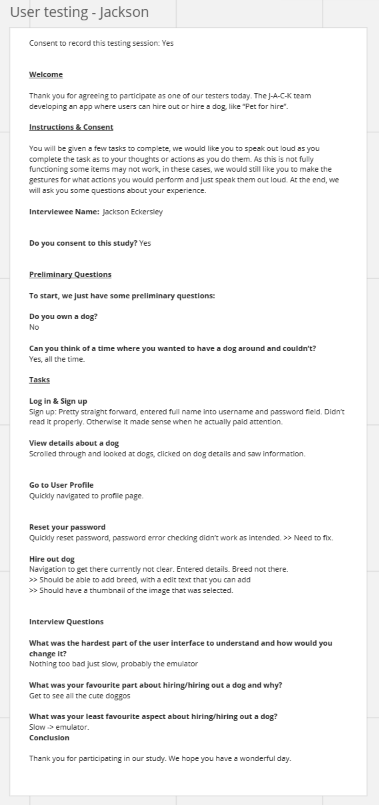 User testing - Jackson
Consent to record this testing session: Yes
Welcome
Thank you for agreeing to participate as one of our testers today. The J-A-C-K team
developing an app where users can hire out or hire a dog, like "Pet for hire".
Instructions & Consent
You will be given a few tasks to complete, we would like you to speak out loud as you
complete the task as to your thoughts or actions as you do them. As this is not fully
functioning some items may not work, in these cases, we would still like you to make the
gestures for what actions you would perform and just speak them out loud. At the end, we
will ask you some questions about your experience.
Interviewee Name: Jackson Eckersley
Do you consent to this study? Yes
Preliminary Questions
To start, we just have some preliminary questions:
Do you own a dog?
No
Can you think of a time where you wanted to have a dog around and couldn't?
Yes, all the time.
Tasks
Log in & Sign up
Sign up: Pretty straight forward, entered full name into username and password field. Didn't
read it properly. Otherwise it made sense when he actually paid attention.
View details about a dog
Scrolled through and looked at dogs, clicked on dog details and saw information.
Go to User Profile
Quickly navigated to profile page.
Reset your password
Quickly reset password, password error checking didn't work as intended. >> Need to fix.
Hire out dog
Navigation to get there currently not clear. Entered details. Breed not there.
>> Should be able to add breed, with a edit text that you can add
>> Should have a thumbnail of the image that was selected.
Interview Questions
What was the hardest part of the user interface to understand and how would you
change it?
Nothing too bad just slow, probably the emulator
What was your favourite part about hiring/hiring out a dog and why?
Get to see all the cute doggos
What was your least favourite aspect about hiring/hiring out a dog?
Slow -> emulator.
Conclusion
Thank you for participating in our study. We hope you have a wonderful day.